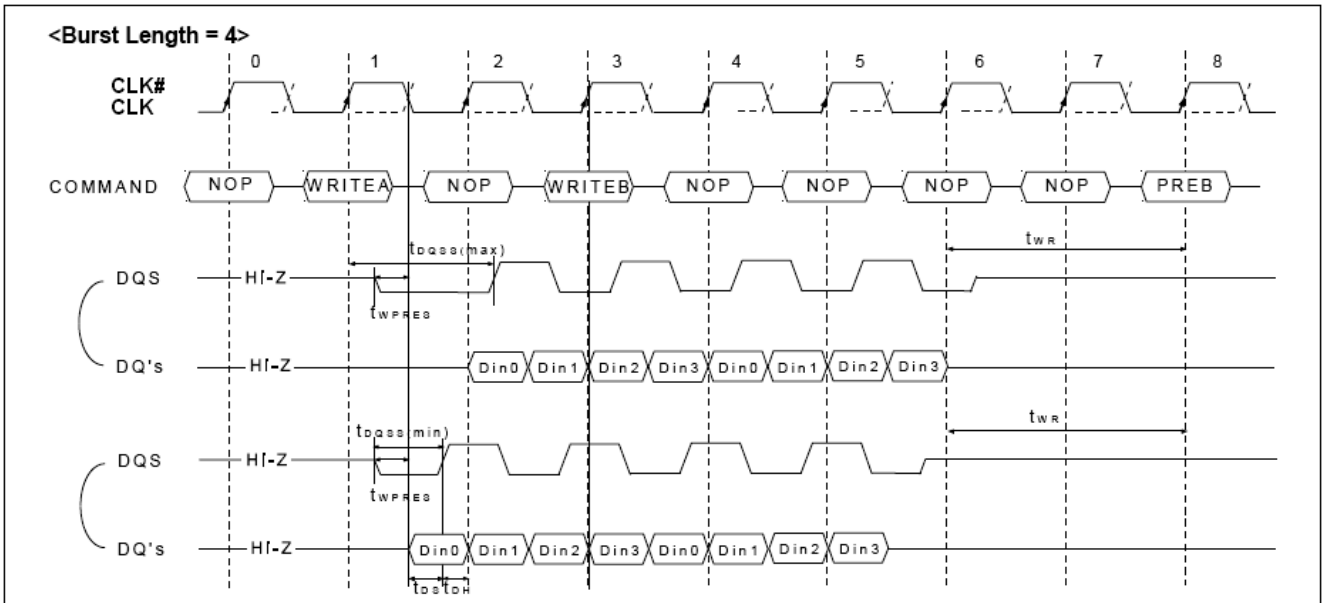 <Burst Length = 4>
0 1 2 3 4 5 6 7 8
CLK#
CLK
COMMAND NOP WRITEA NOP WRITEB NOP NOP NOP NOP PREB
tDQSS(max) tWR
DQS Hi-Z
tWPRES
DQ's Hi-Z Din0 Din1 Din2 Din3 Din0 Din1 Din2 Din3
tDQSS(min) tWR
DQS Hi-Z
tWPRES
DQ's Hi-Z Din0 Din1 Din2 Din3 Din0 Din1 Din2 Din3
tDS tDH